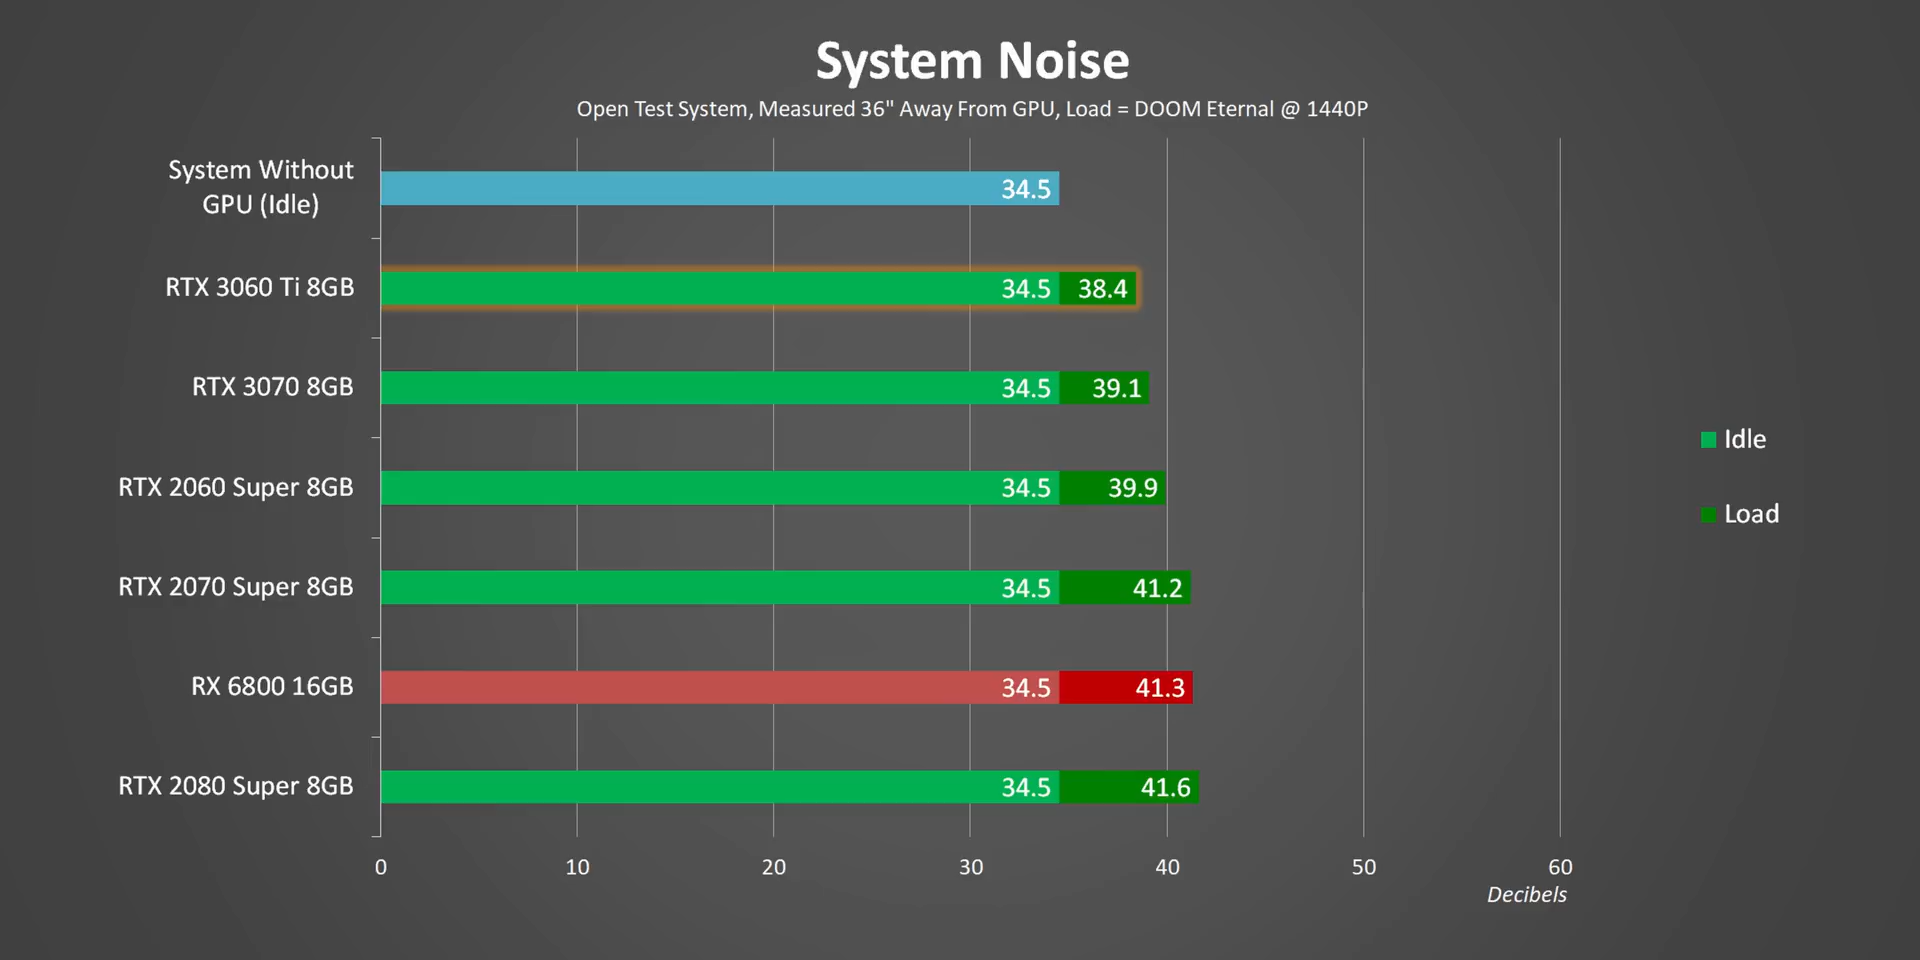 System Noise
Open Test System, Measured 36" Away From GPU, Load = DOOM Eternal @ 1440P
System Without
GPU (Idle)
34.5
RTX 3060 Ti 8GB
34.5 38.4
RTX 3070 8GB
34.5 39.1
RTX 2060 Super 8GB
34.5 39.9
RTX 2070 Super 8GB
34.5 41.2
RX 6800 16GB
34.5 41.3
RTX 2080 Super 8GB
34.5 41.6
Idle
Load
0 10 20 30 40 50 60
Decibels